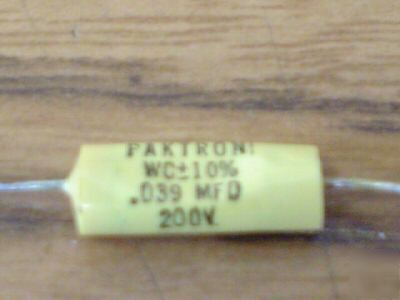 PAKTRON
WC±10%
.039 MFD
200V.